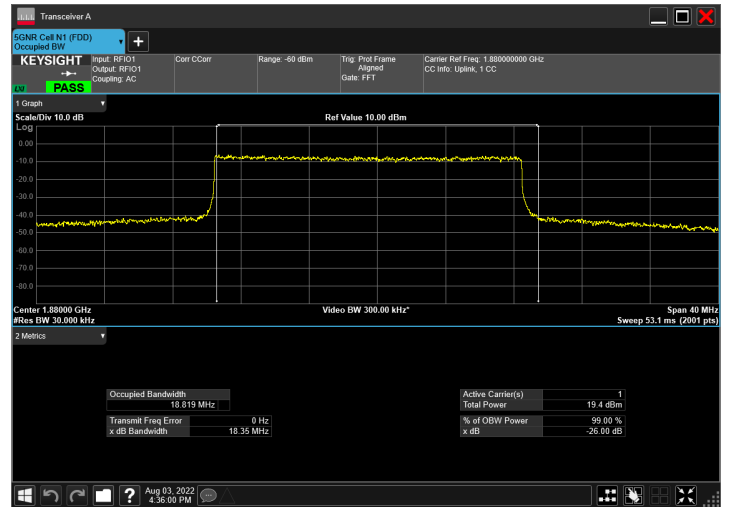 Transceiver A
5GNR Cell N1 (FDD)
Occupied BW
KEYSIGHT
LXI
PASS
Input: RFIO1
Output: RFIO1
Coupling: AC
Corr CCorr
Range: -60 dBm
Trig: Prot Frame
Aligned
Gate: FFT
Carrier Ref Freq: 1.880000000 GHz
CC Info: Uplink, 1 CC
1 Graph
Scale/Div 10.0 dB
Ref Value 10.00 dBm
Log
0.00
-10.0
-20.0
-30.0
-40.0
-50.0
-60.0
-70.0
-80.0
Center 1.88000 GHz
Video BW 300.00 kHz*
Span 40 MHz
#Res BW 30.000 kHz
Sweep 53.1 ms (2001 pts)
2 Metrics
Occupied Bandwidth
18.819 MHz
Transmit Freq Error 0 Hz
x dB Bandwidth 18.35 MHz
Active Carrier(s) 1
Total Power 19.4 dBm
% of OBW Power 99.00 %
x dB -26.00 dB
?
Aug 03, 2022
4:36:00 PM